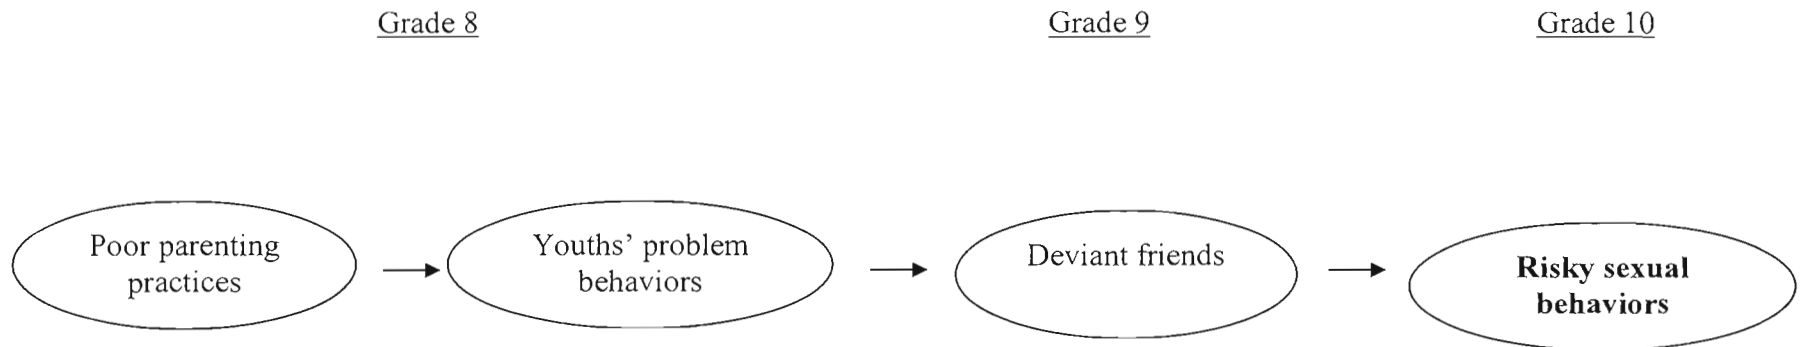 Grade 8
Grade 9
Grade 10
Poor parenting
practices
Youths’ problem
behaviors
Deviant friends
Risky sexual
behaviors